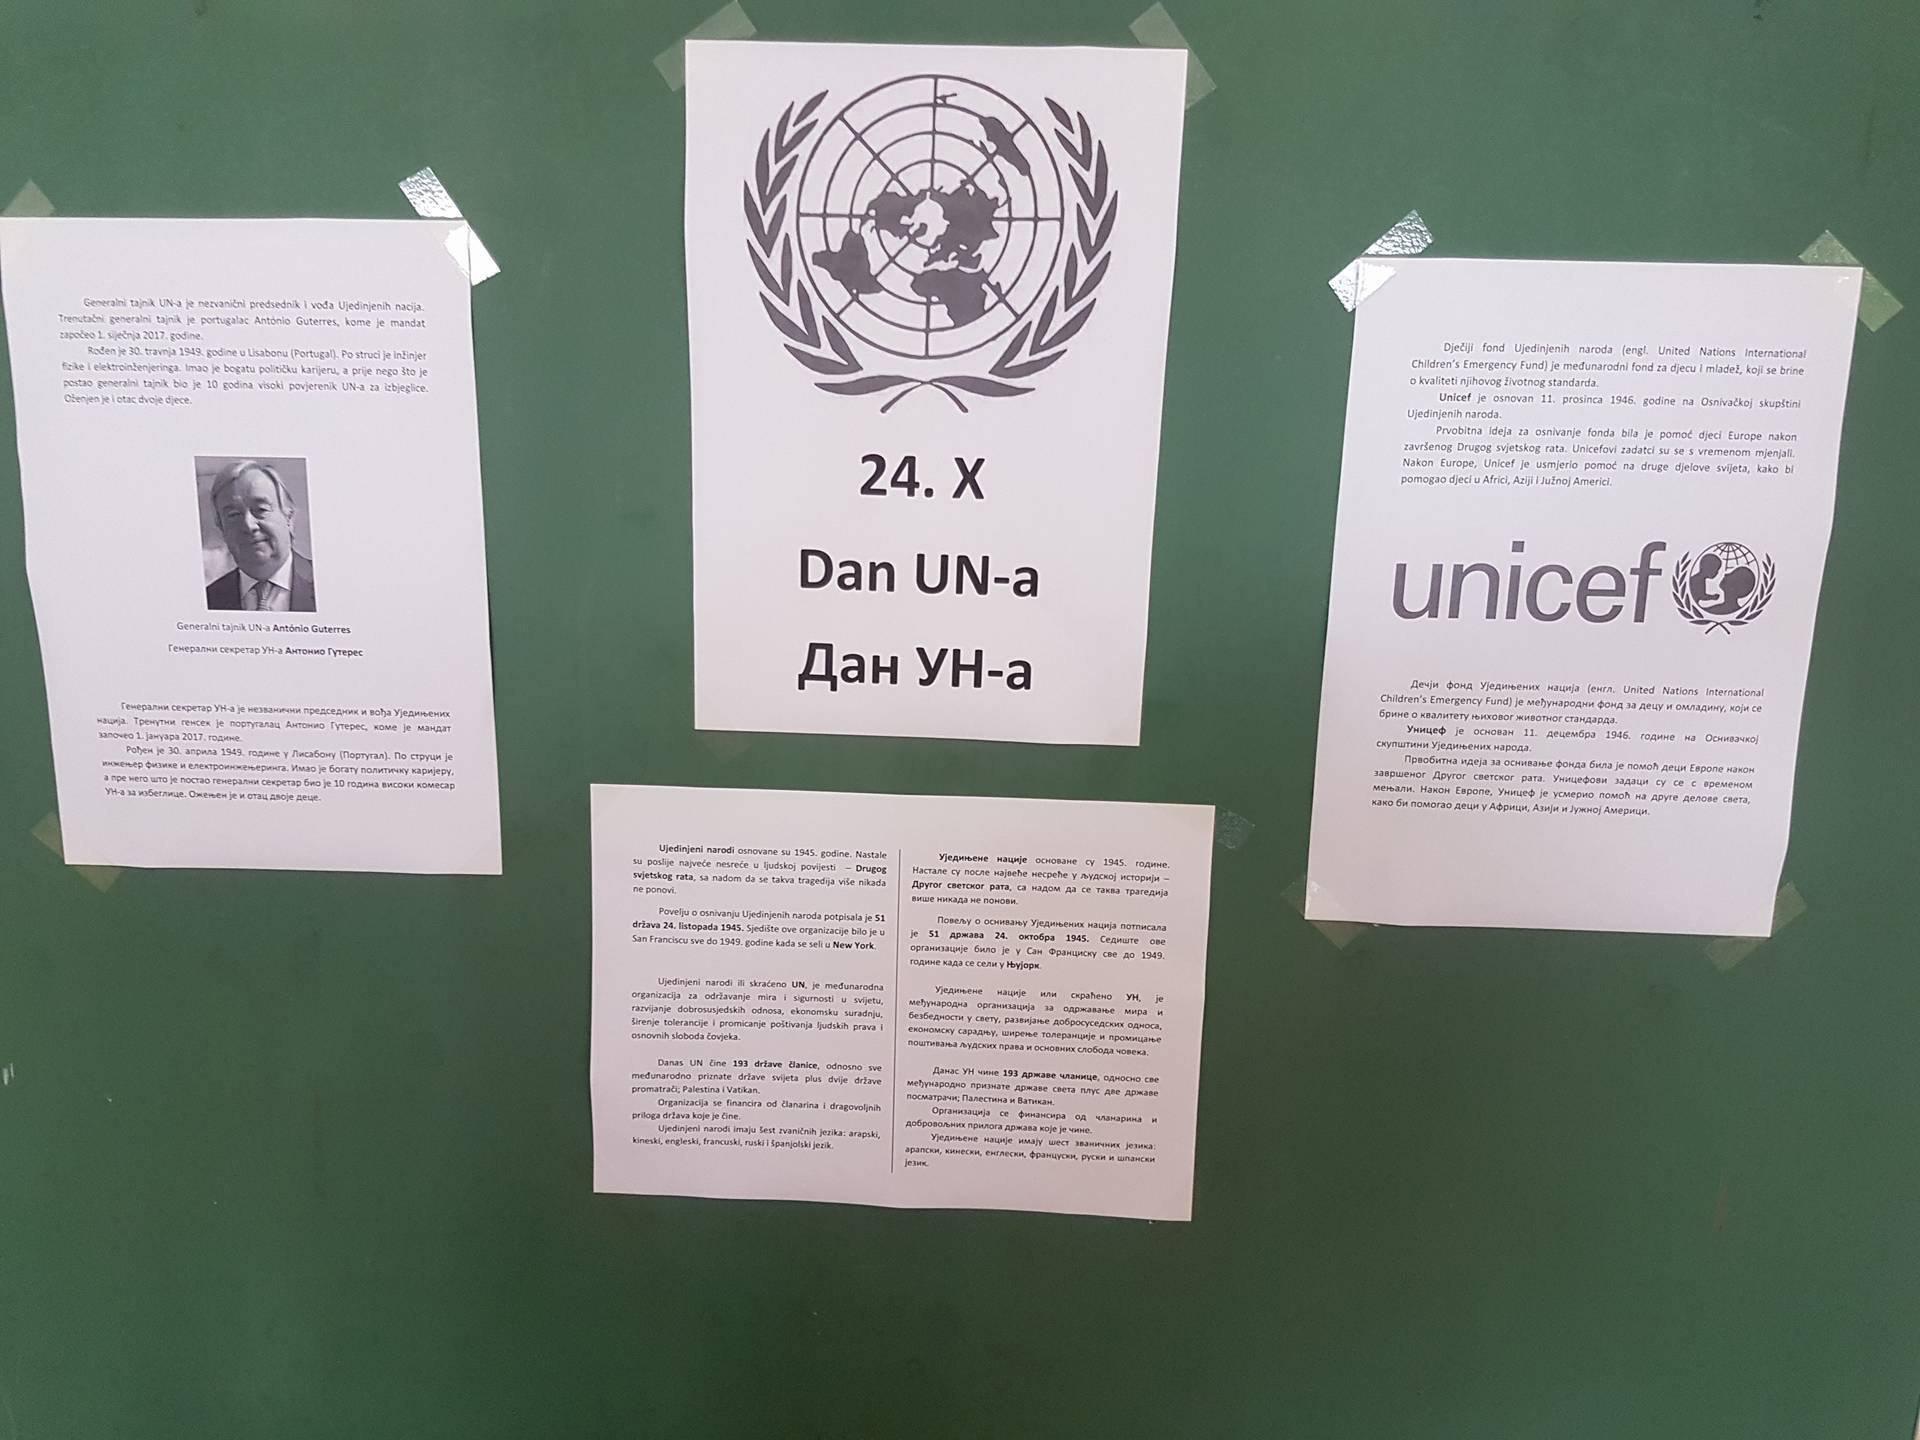 Generalni tajnik UN-a je nezvanični predsednik i vođa Ujedinjenih nacija.
Trenutačni generalni tajnik je portugalac António Guterres, kome je mandat
započeo 1. siječnja 2017. godine.
Rođen je 30. travnja 1949. godine u Lisabonu (Portugal). Po struci je inžinjer
fizike i elektroinženjeringa. Imao je bogatu političku karijeru, a prije nego što je
postao generalni tajnik bio je 10 godina visoki povjerenik UN-a za izbjeglice.
Oženjen je i otac dvoje djece.
Generalni tajnik UN-a António Guterres
Генерални секретар УН-а Антонио Гутерес
Генерални секретар УН-а је незванични председник и вођа Уједињених
нација. Тренутни генсек је португалац Антонио Гутерес, коме је мандат
започео 1. јануара 2017. године.
Рођен је 30. априла 1949. године у Лисабону (Португал). По струци је
инжењер физике и електроинжењеринга. Имао је богату политичку каријеру,
а пре него што је постао генерални секретар био је 10 година високи комесар
УН-а за избеглице. Ожењен је и отац двоје деце.
24. X
Dan UN-a
Дан УН-а
Ujedinjeni narodi osnovane su 1945. godine. Nastale
su poslije najveće nesreće u ljudskoj povijesti – Drugog
svjetskog rata, sa nadom da se takva tragedija više nikada
ne ponovi.
Povelju o osnivanju Ujedinjenih naroda potpisala je 51
država 24. listopada 1945. Sjedište ove organizacije bilo je u
San Franciscu sve do 1949. godine kada se seli u New York.
Ujedinjeni narodi ili skraćeno UN, je međunarodna
organizacija za održavanje mira i sigurnosti u svijetu,
razvijanje dobrosusjedskih odnosa, ekonomsku suradnju,
širenje tolerancije i promicanje poštivanja ljudskih prava i
osnovnih sloboda čovjeka.
Danas UN čine 193 države članice, odnosno sve
međunarodno priznate države svijeta plus dvije države
promatrači; Palestina i Vatikan.
Organizacija se financira od članarina i dragovoljnih
priloga država koje je čine.
Ujedinjeni narodi imaju šest zvaničnih jezika: arapski,
kineski, engleski, francuski, ruski i španjolski jezik.
Уједињене нације основане су 1945. године.
Настале су после највеће несреће у људској историји –
Другог светског рата, са надом да се таква трагедија
више никада не понови.
Повељу о оснивању Уједињених нација потписала
је 51 држава 24. октобра 1945. Седиште ове
организације било је у Сан Франциску све до 1949.
године када се сели у Њујорк.
Уједињене нације или скраћено УН, је
међународна организација за одржавање мира и
безбедности у свету, развијање добросуседских односа,
економску сарадњу, ширење толеранције и промицање
поштивања људских права и основних слобода човека.
Данас УН чине 193 државе чланице, односно све
међународно признате државе света плус две државе
посматрачи; Палестина и Ватикан.
Организација се финансира од чланарина и
добровољних прилога држава које је чине.
Уједињене нације имају шест званичних језика:
арапски, кинески, енглески, француски, руски и шпански
језик.
Dječiji fond Ujedinjenih naroda (engl. United Nations International
Children's Emergency Fund) je međunarodni fond za djecu i mladež, koji se brine
o kvaliteti njihovog životnog standarda.
Unicef je osnovan 11. prosinca 1946. godine na Osnivačkoj skupštini
Ujedinjenih naroda.
Prvobitna ideja za osnivanje fonda bila je pomoć djeci Europe nakon
završenog Drugog svjetskog rata. Unicefovi zadatci su se s vremenom mjenjali.
Nakon Europe, Unicef je usmjerio pomoć na druge djelove svijeta, kako bi
pomogao djeci u Africi, Aziji i Južnoj Americi.
unicef
Дечји фонд Уједињених нација (енгл. United Nations International
Children's Emergency Fund) је међународни фонд за децу и омладину, који се
брине о квалитету њиховог животног стандарда.
Уницеф је основан 11. децембра 1946. године на Оснивачкој
скупштини Уједињених народа.
Првобитна идеја за оснивање фонда била је помоћ деци Европе након
завршеног Другог светског рата. Уницефови задаци су се с временом
мењали. Након Европе, Уницеф је усмерио помоћ на друге делове света,
како би помогао деци у Африци, Азији и Јужној Америци.